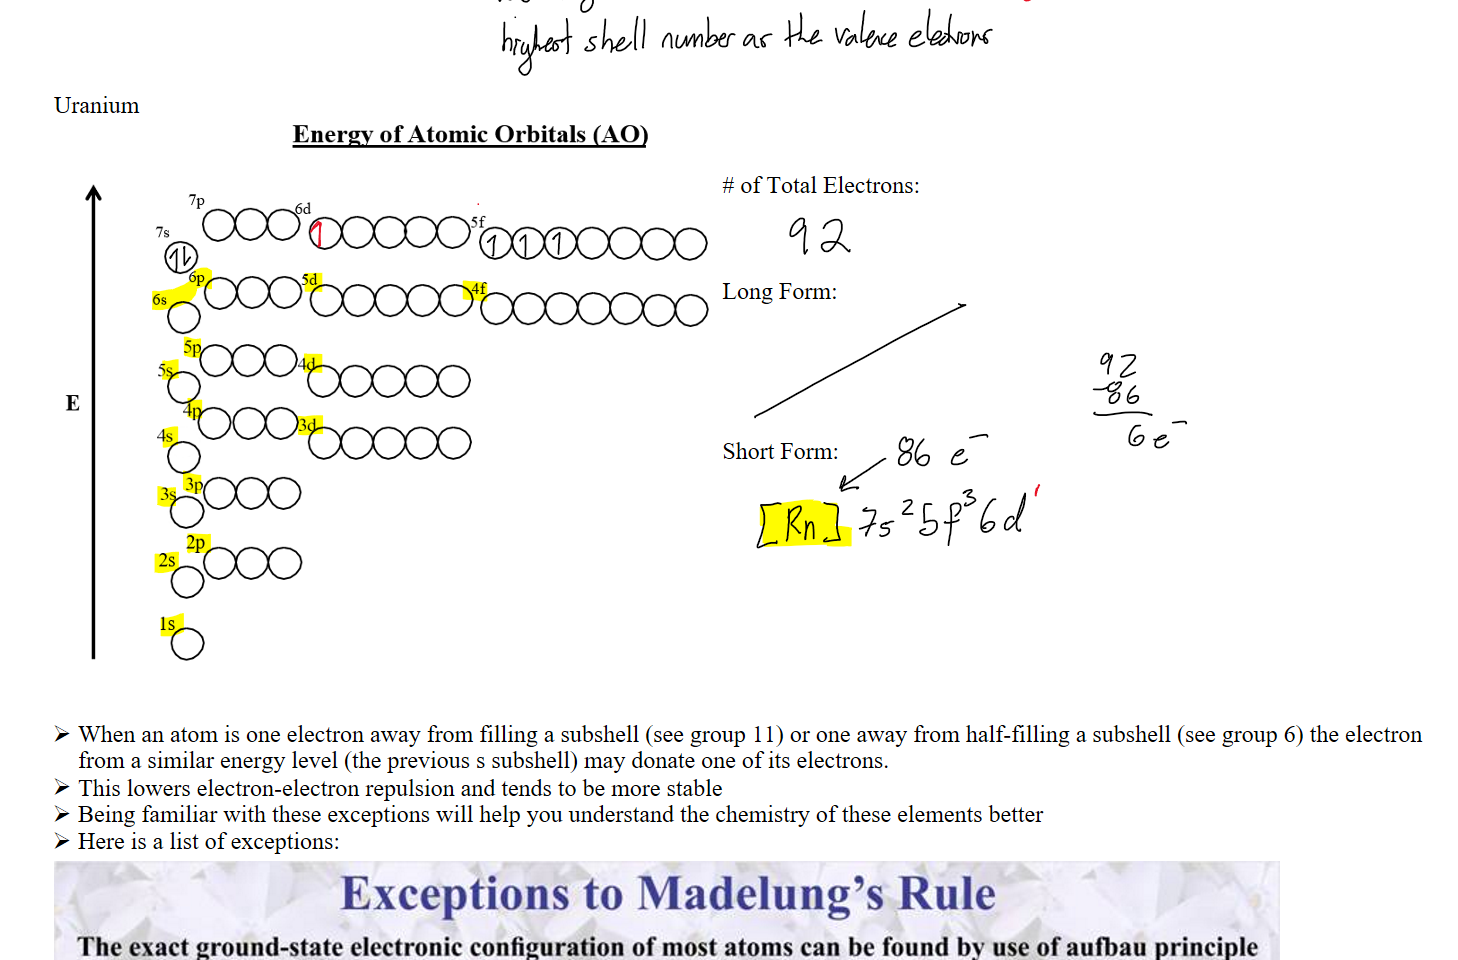 highest shell number as the valence electrons
Uranium
Energy of Atomic Orbitals (AO)
# of Total Electrons:
92
7p
6d
1
5f
1 1 1
7s
1L
6p
5d
4f
6s
Long Form:
5p
4d
5s
92
-86
6e⁻
E
4p
3d
4s
Short Form:
86 e⁻
3p
3s
[Rn] 7s²5f³6d¹
2p
2s
1s
➤ When an atom is one electron away from filling a subshell (see group 11) or one away from half-filling a subshell (see group 6) the electron
from a similar energy level (the previous s subshell) may donate one of its electrons.
➤ This lowers electron-electron repulsion and tends to be more stable
➤ Being familiar with these exceptions will help you understand the chemistry of these elements better
➤ Here is a list of exceptions:
Exceptions to Madelung's Rule
The exact ground-state electronic configuration of most atoms can be found by use of aufbau principle